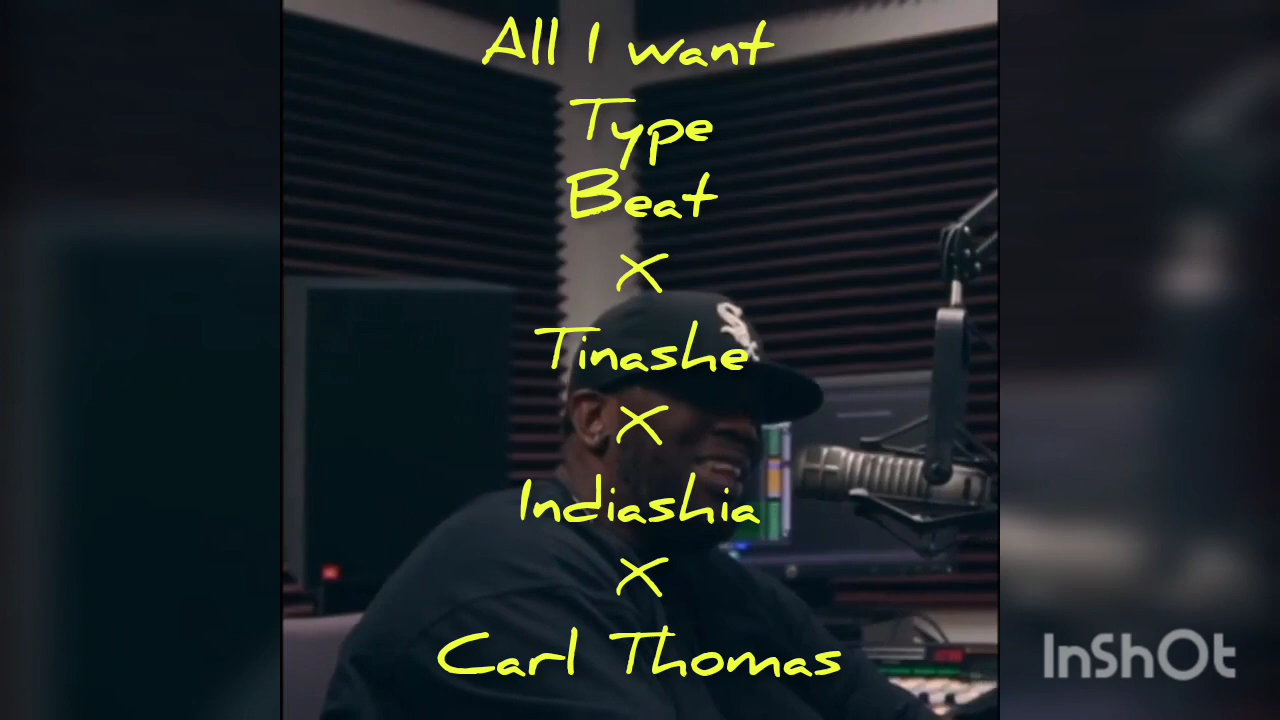 All I want
Type
Beat
X
Tinashe
X
Indiashia
X
Carl Thomas
InShOt